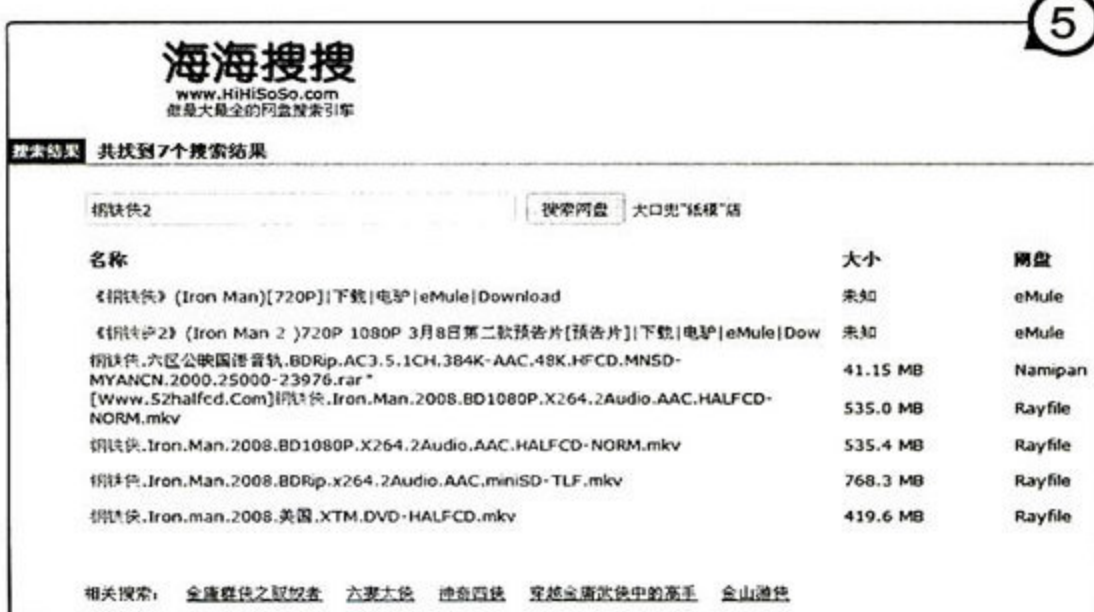 5
海海搜搜
www.HiHiSoSo.com
做最大最全的网盘搜索引擎
搜索结果 共找到7个搜索结果
钢铁侠2 搜索网盘 大口兜"纸模"店
名称 大小 网盘
《钢铁侠》(Iron Man)[720P]|下载|电驴|eMule|Download 未知 eMule
《钢铁侠2》(Iron Man 2 )720P 1080P 3月8日第二款预告片[预告片]|下载|电驴|eMule|Dow 未知 eMule
钢铁侠.六区公映国语音轨.BDRip.AC3.5.1CH.384K-AAC.48K.HFCD.MNSD-
MYANCN.2000.25000-23976.rar* 41.15 MB Namipan
[Www.SzhalfCd.Com]钢铁侠.Iron.Man.2008.BD1080P.X264.2Audio.AAC.HALFCD-
NORM.mkv 535.0 MB Rayfile
钢铁侠.Iron.Man.2008.BD1080P.X264.2Audio.AAC.HALFCD-NORM.mkv 535.4 MB Rayfile
钢铁侠.Iron.Man.2008.BDRip.x264.2Audio.AAC.miniSD-TLF.mkv 768.3 MB Rayfile
钢铁侠.Iron.man.2008.美国.XTM.DVD-HALFCD.mkv 419.6 MB Rayfile
相关搜索: 金庸群侠之驭奴者 六囊大侠 神奇四侠 穿越金庸武侠中的高手 金山游侠